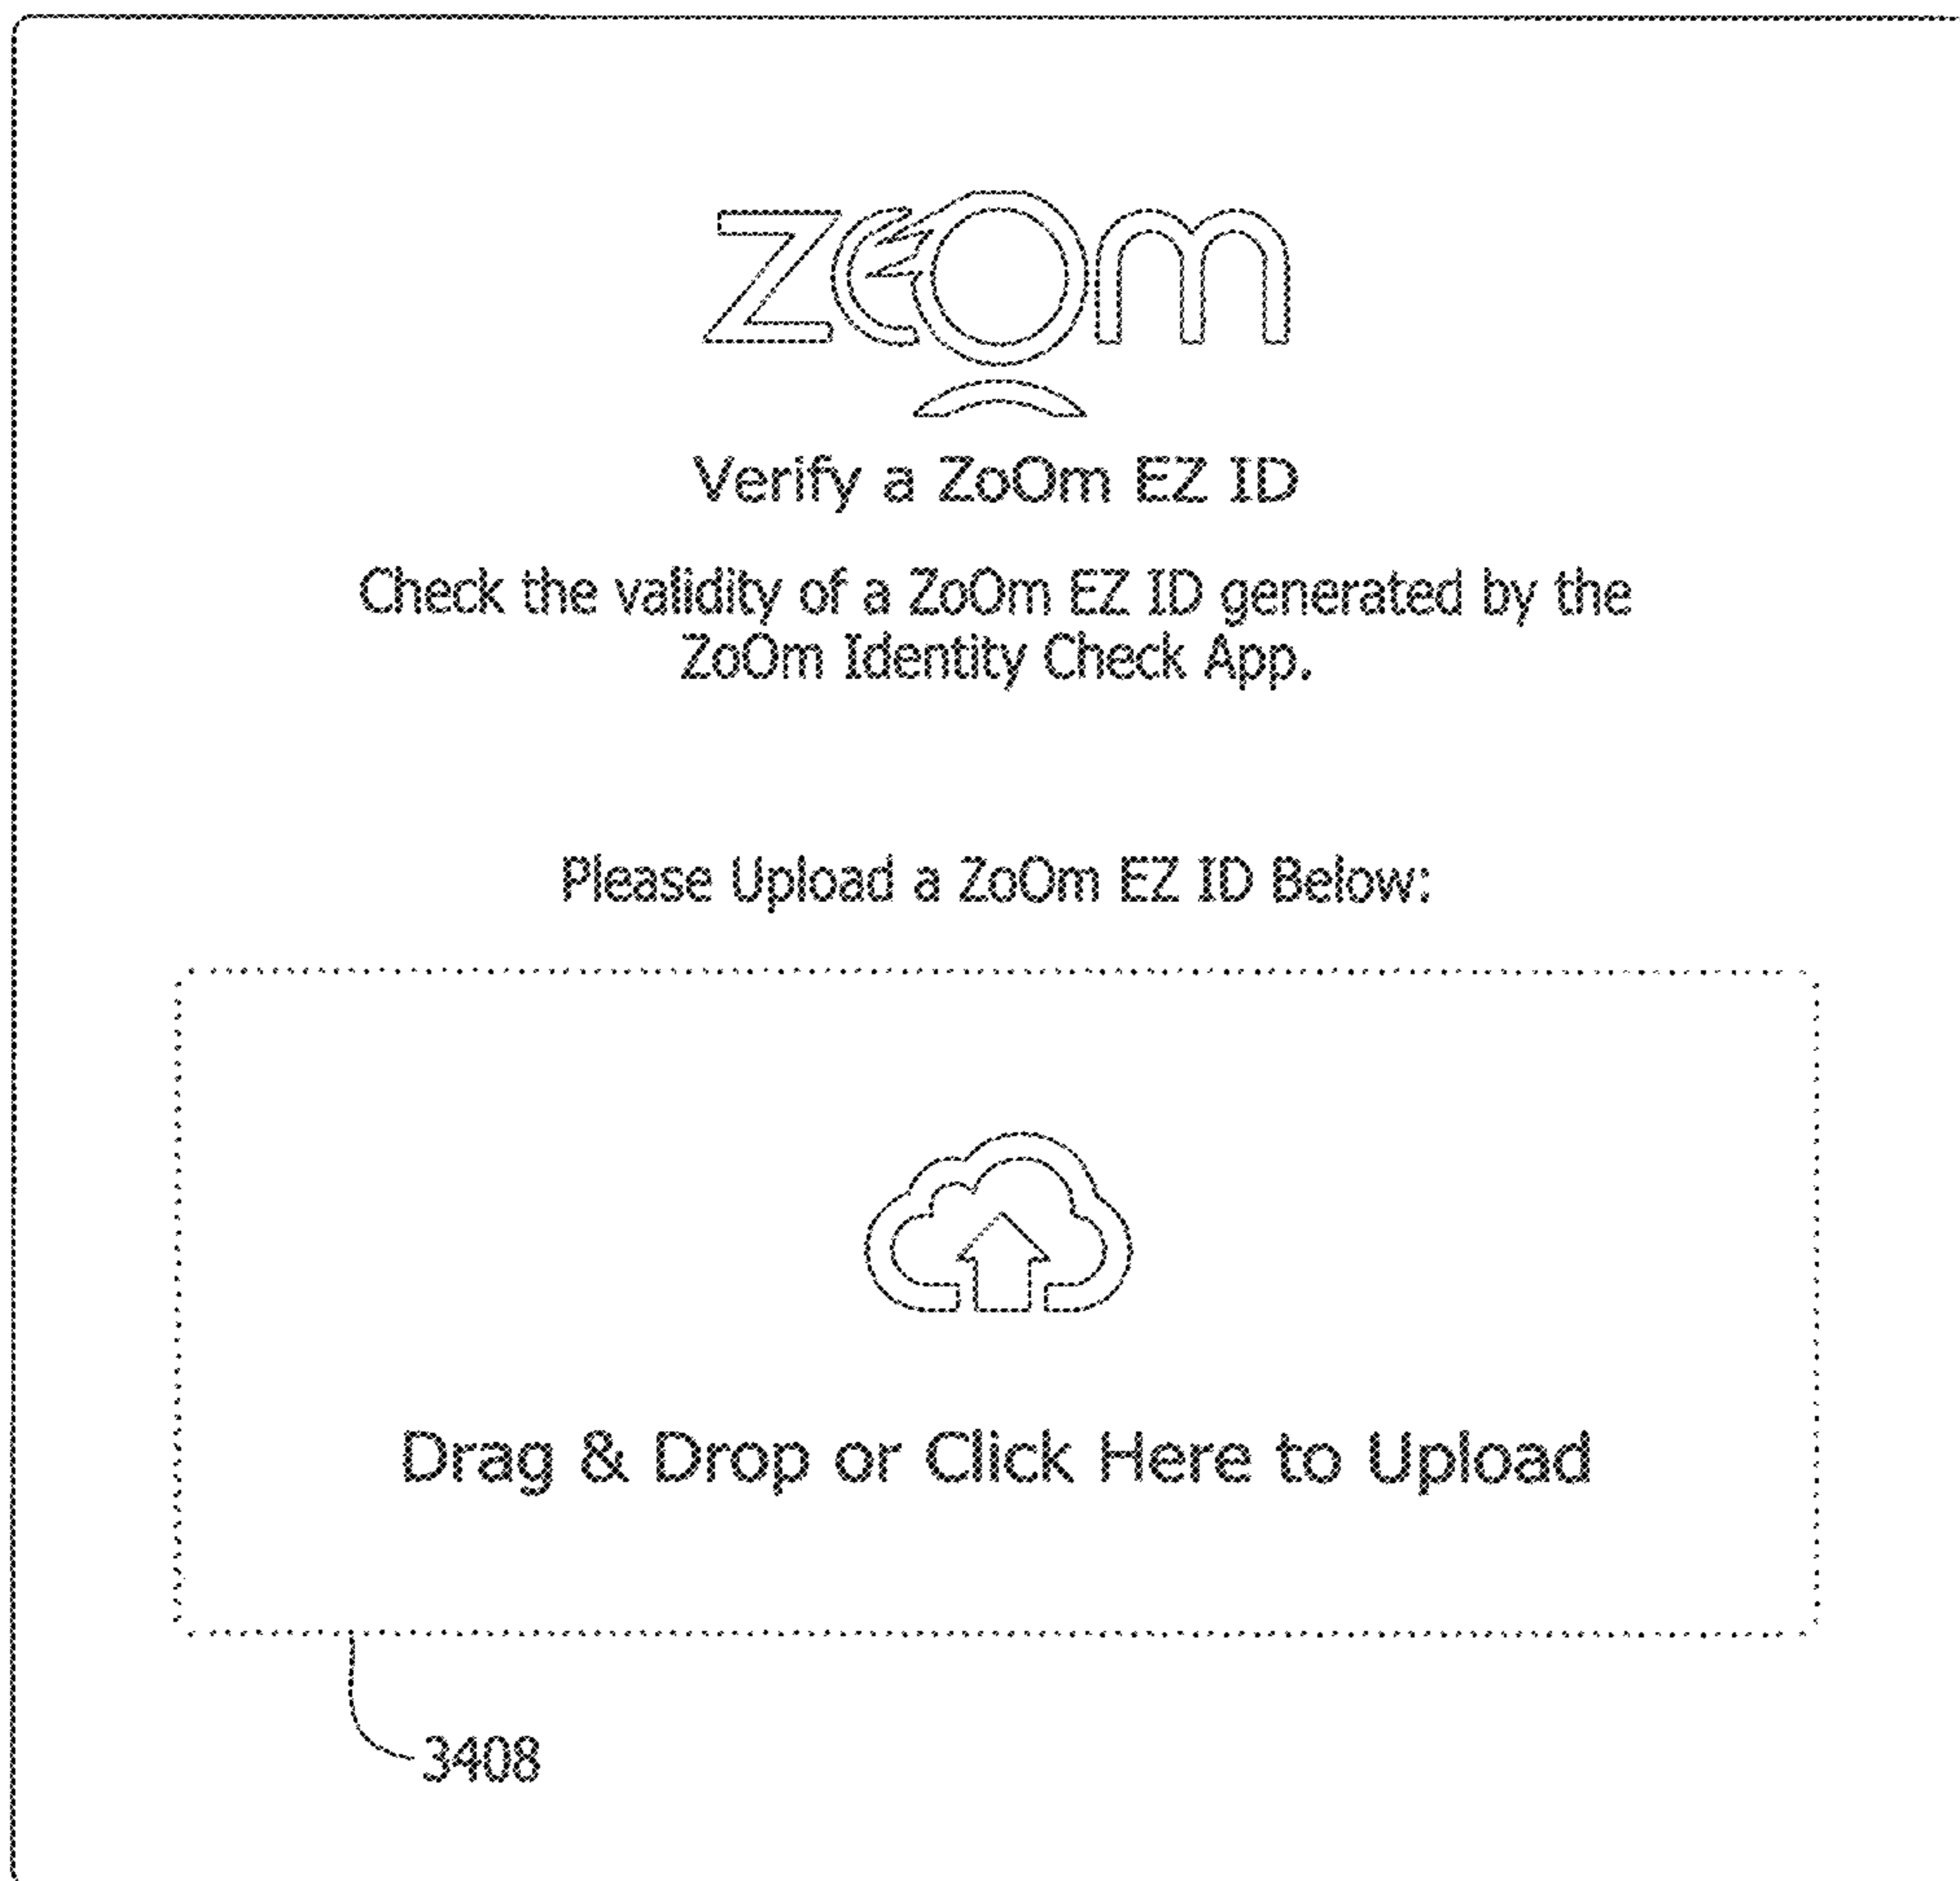 zoom
Verify a ZoOm EZ ID
Check the validity of a ZoOm EZ ID generated by the
ZoOm Identity Check App.
Please Upload a ZoOm EZ ID Below:
Drag & Drop or Click Here to Upload
3408